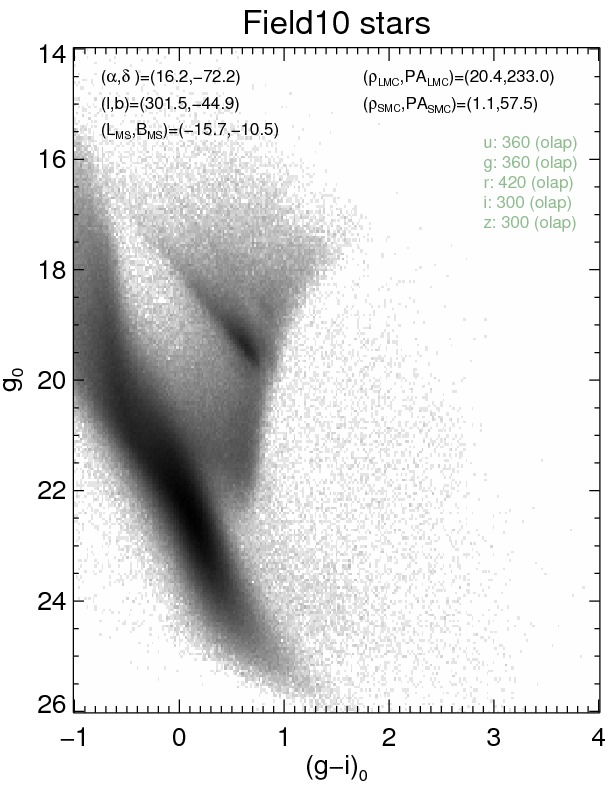 Field10 stars
(α,δ )=(16.2,−72.2)
(l,b)=(301.5,−44.9)
(LMS,BMS)=(−15.7,−10.5)
(ρLMC,PALMC)=(20.4,233.0)
(ρSMC,PASMC)=(1.1,57.5)
u: 360 (olap)
g: 360 (olap)
r: 420 (olap)
i: 300 (olap)
z: 300 (olap)
14
16
18
20
22
24
26
g0
−1 0 1 2 3 4
(g−i)0